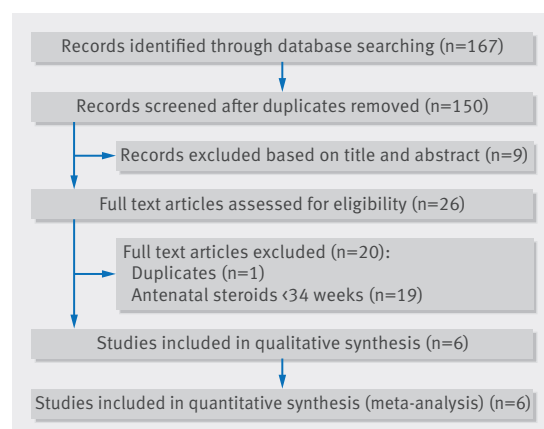 Records identified through database searching (n=167)
Records screened after duplicates removed (n=150)
Records excluded based on title and abstract (n=9)
Full text articles assessed for eligibility (n=26)
Full text articles excluded (n=20):
Duplicates (n=1)
Antenatal steroids <34 weeks (n=19)
Studies included in qualitative synthesis (n=6)
Studies included in quantitative synthesis (meta-analysis) (n=6)